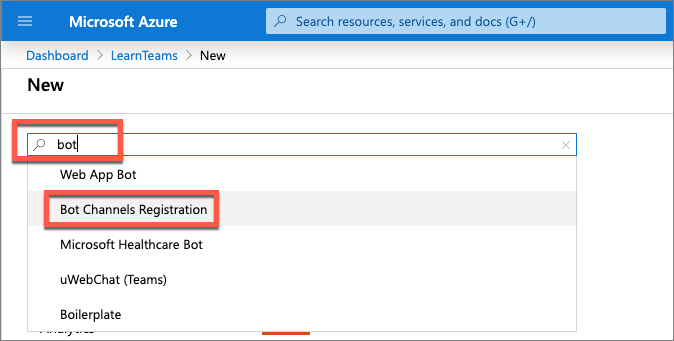 Microsoft Azure
Search resources, services, and docs (G+/)
Dashboard > LearnTeams > New
New
bot
Web App Bot
Bot Channels Registration
Microsoft Healthcare Bot
uWebChat (Teams)
Boilerplate
Analytics